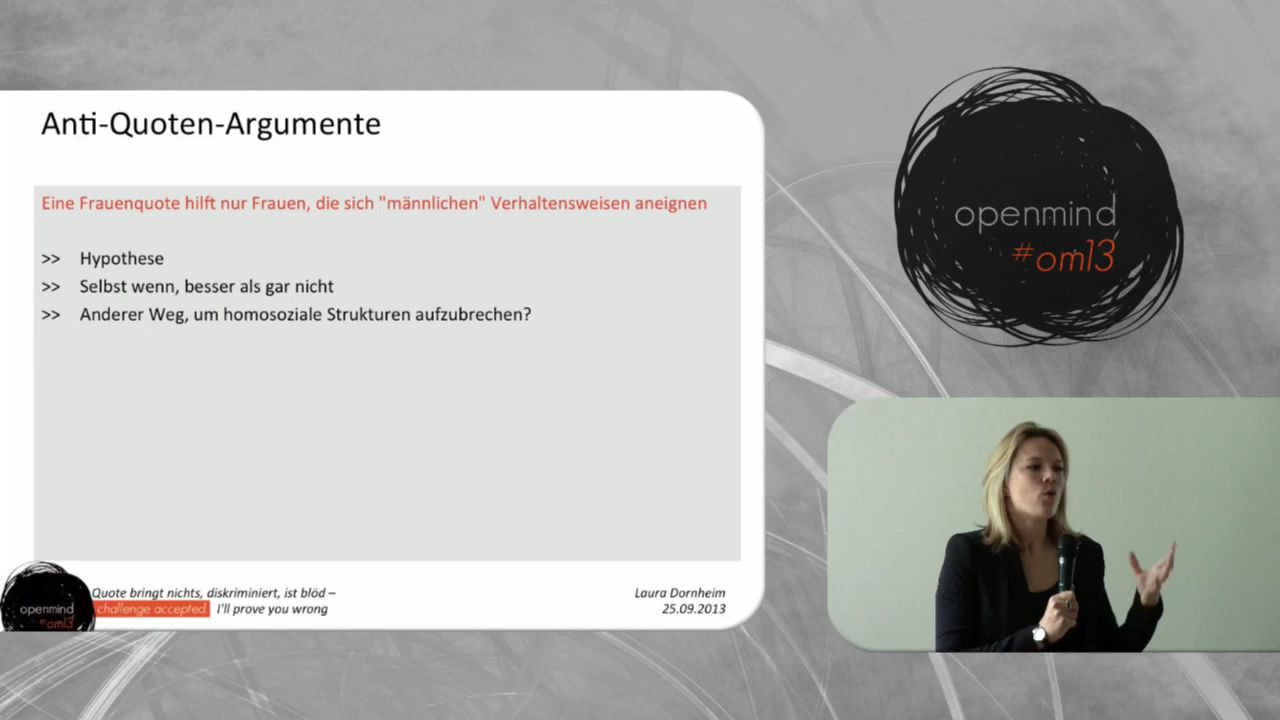 Anti-Quoten-Argumente
Eine Frauenquote hilft nur Frauen, die sich "männlichen" Verhaltensweisen aneignen
>> Hypothese
>> Selbst wenn, besser als gar nicht
>> Anderer Weg, um homosoziale Strukturen aufzubrechen?
openmind
#om13
Quote bringt nichts, diskriminiert, ist blöd –
challenge accepted I'll prove you wrong
Laura Dornheim
25.09.2013
openmind
#om13